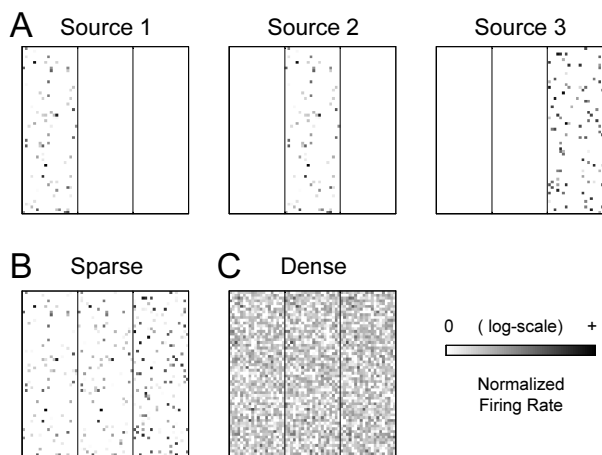 A
Source 1
Source 2
Source 3
B
Sparse
C
Dense
0 ( log-scale) +
Normalized
Firing Rate